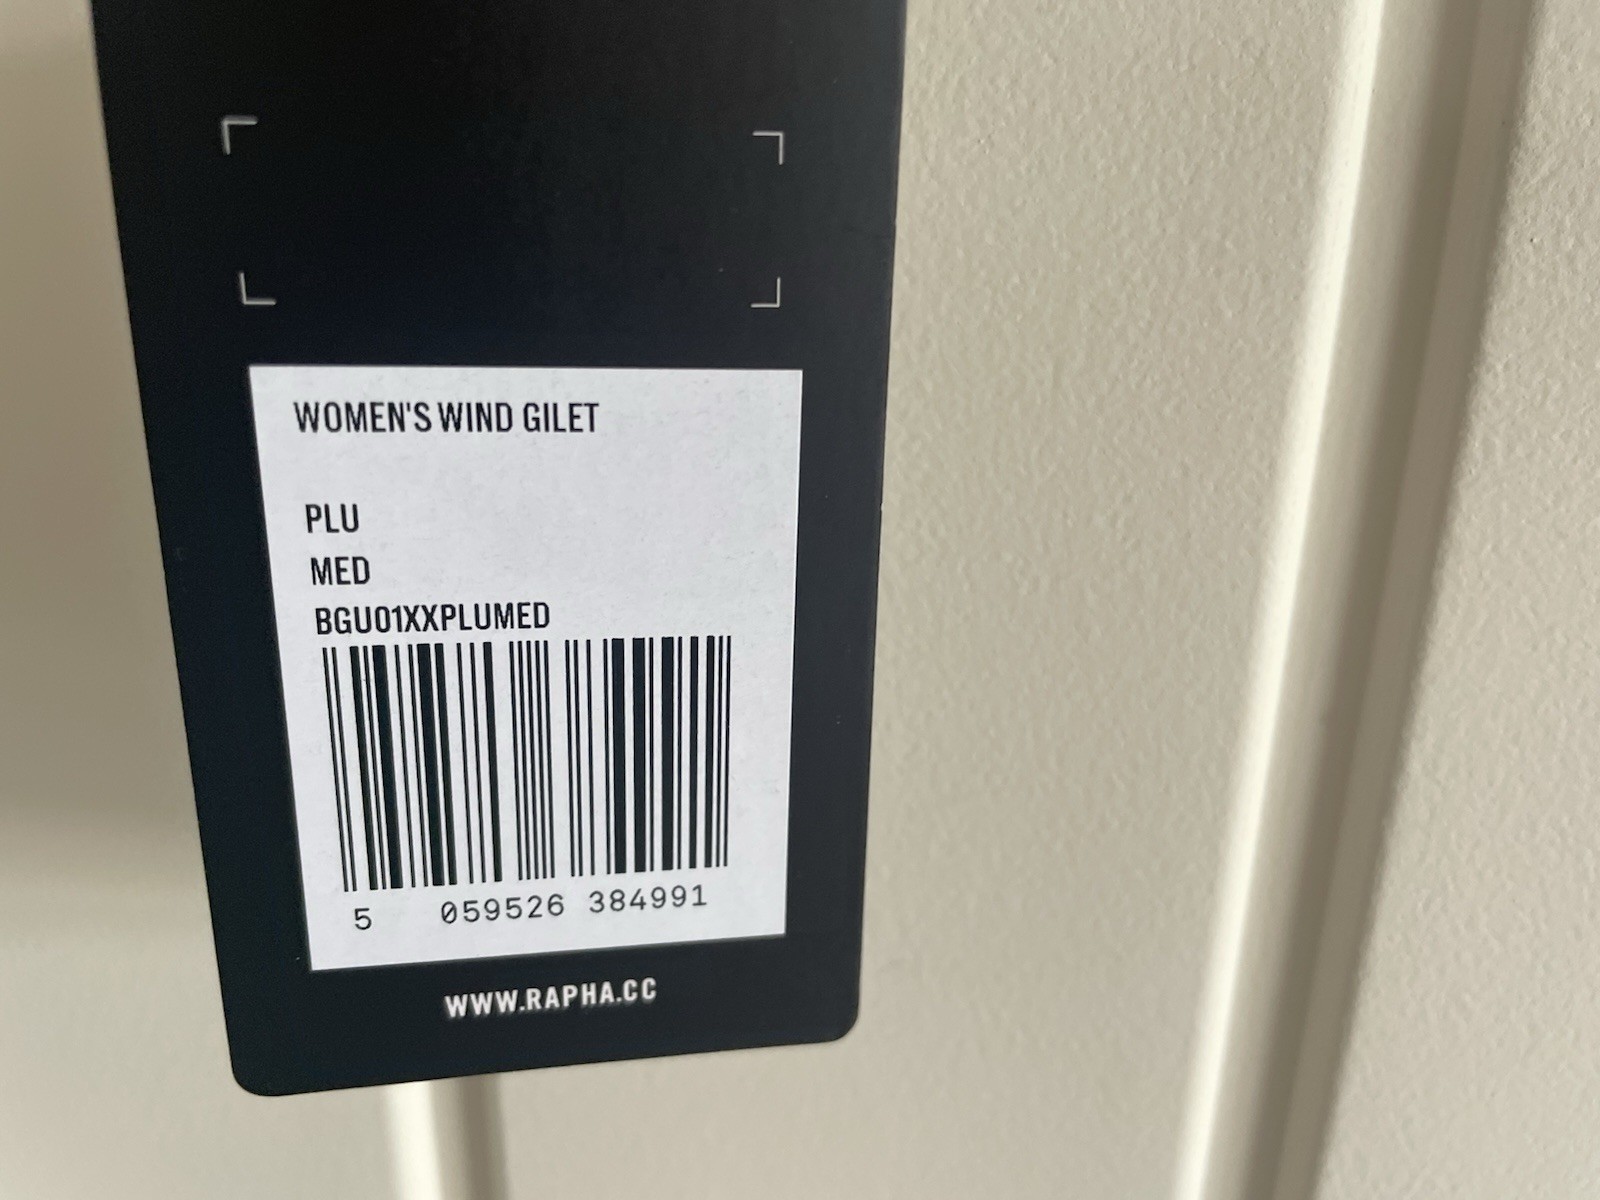 WOMEN'S WIND GILET
PLU
MED
BGU01XXPLUMED
5 059526 384991
WWW.RAPHA.CC